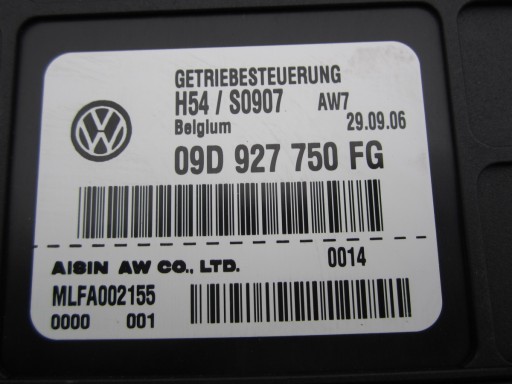 GETRIEBESTEUERUNG
H54 / S0907 AW7
Belgium 29.09.06
09D 927 750 FG
AISIN AW CO., LTD. 0014
MLFA002155
0000 001